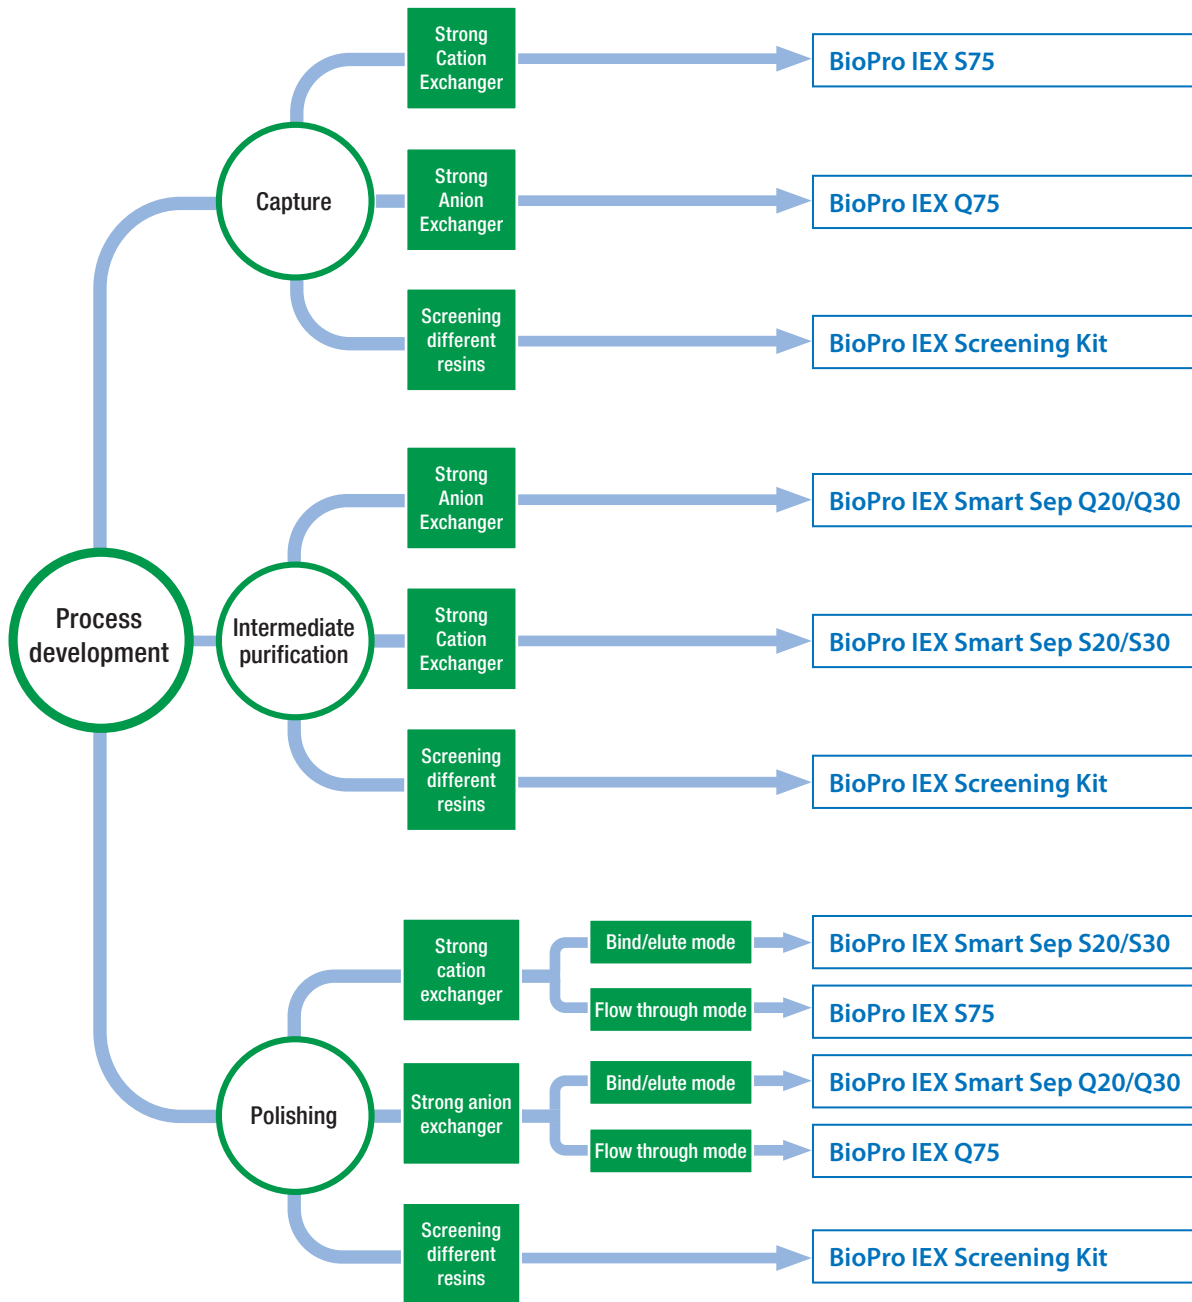 Process
development
Capture
Strong
Cation
Exchanger
BioPro IEX S75
Strong
Anion
Exchanger
BioPro IEX Q75
Screening
different
resins
BioPro IEX Screening Kit
Intermediate
purification
Strong
Anion
Exchanger
BioPro IEX Smart Sep Q20/Q30
Strong
Cation
Exchanger
BioPro IEX Smart Sep S20/S30
Screening
different
resins
BioPro IEX Screening Kit
Polishing
Strong
cation
exchanger
Bind/elute mode
BioPro IEX Smart Sep S20/S30
Flow through mode
BioPro IEX S75
Strong anion
exchanger
Bind/elute mode
BioPro IEX Smart Sep Q20/Q30
Flow through mode
BioPro IEX Q75
Screening
different
resins
BioPro IEX Screening Kit